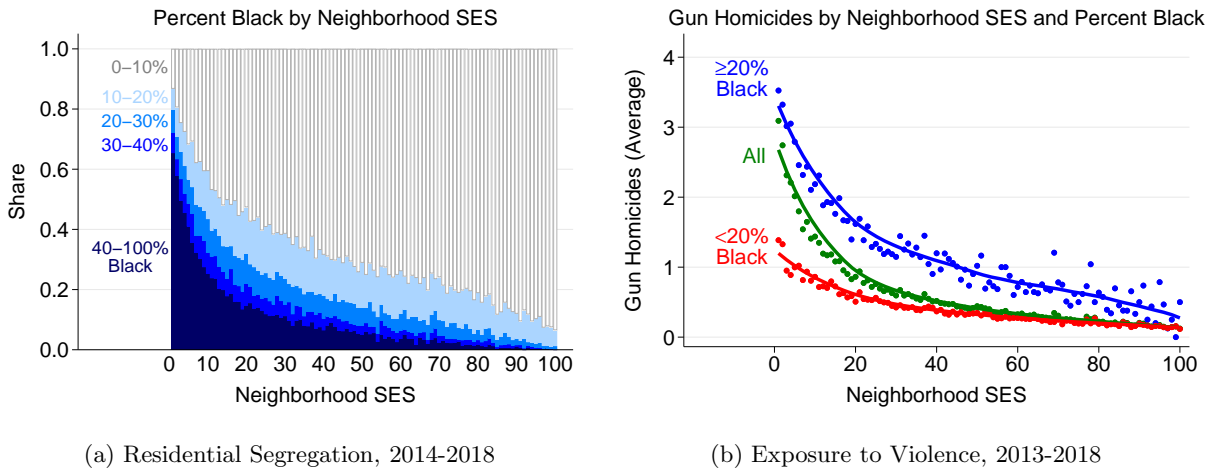 Percent Black by Neighborhood SES
1.0
0.8
0.6
0.4
0.2
0.0
Share
0–10%
10–20%
20–30%
30–40%
40–100%
Black
0 10 20 30 40 50 60 70 80 90 100
Neighborhood SES
(a) Residential Segregation, 2014-2018
Gun Homicides by Neighborhood SES and Percent Black
4
3
2
1
0
Gun Homicides (Average)
≥20%
Black
All
<20%
Black
0 20 40 60 80 100
Neighborhood SES
(b) Exposure to Violence, 2013-2018